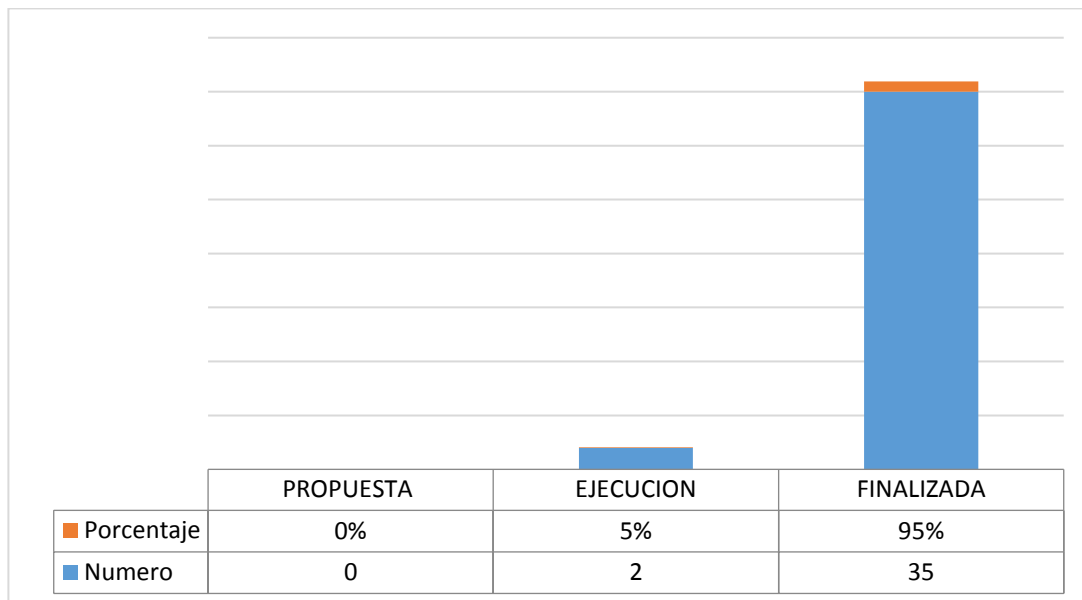 PROPUESTA EJECUCION FINALIZADA
Porcentaje 0% 5% 95%
Numero 0 2 35